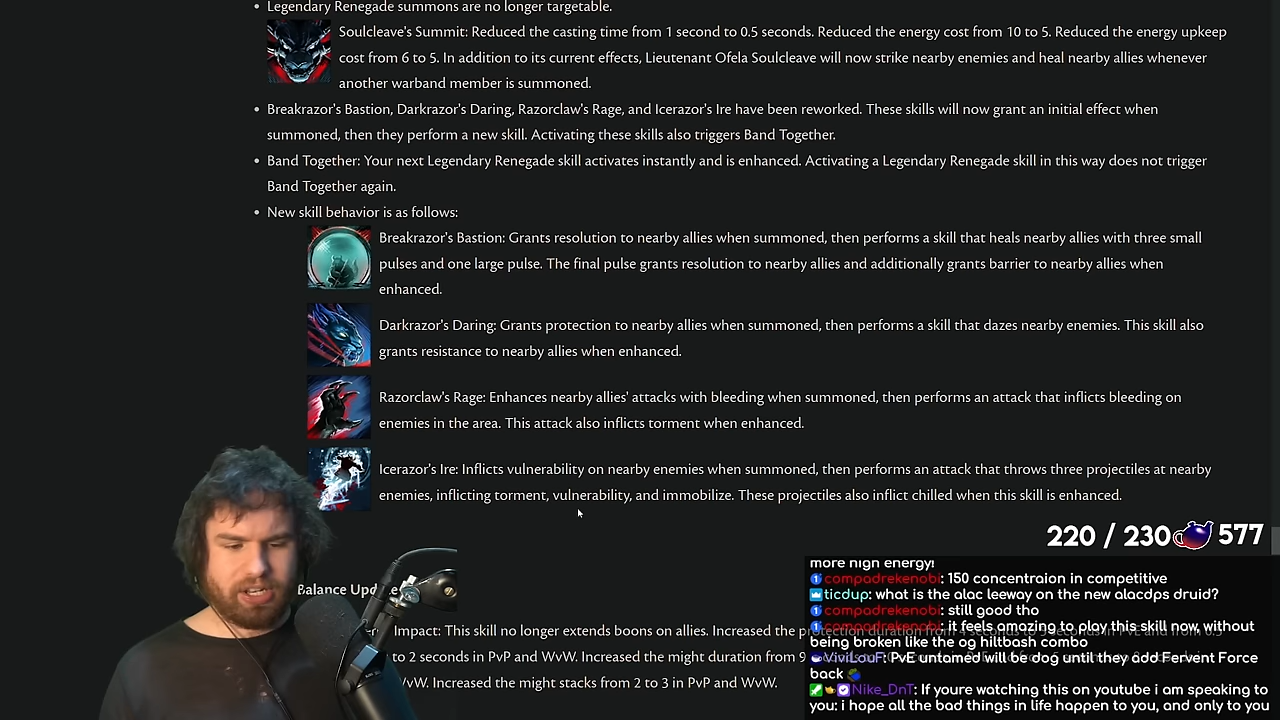 • Legendary Renegade summons are no longer targetable.
Soulcleave's Summit: Reduced the casting time from 1 second to 0.5 seconds. Reduced the energy cost from 10 to 5. Reduced the energy upkeep
cost from 6 to 5. In addition to its current effects, Lieutenant Ofela Soulcleave will now strike nearby enemies and heal nearby allies whenever
another warband member is summoned.
• Breakrazor's Bastion, Darkrazor's Daring, Razorclaw's Rage, and Icerazor's Ire have been reworked. These skills will now grant an initial effect when
summoned, then they perform a new skill. Activating these skills also triggers Band Together.
• Band Together: Your next Legendary Renegade skill activates instantly and is enhanced. Activating a Legendary Renegade skill in this way does not trigger
Band Together again.
• New skill behavior is as follows:
Breakrazor's Bastion: Grants resolution to nearby allies when summoned, then performs a skill that heals nearby allies with three small
pulses and one large pulse. The final pulse grants resolution to nearby allies and additionally grants barrier to nearby allies when
enhanced.
Darkrazor's Daring: Grants protection to nearby allies when summoned, then performs a skill that dazes nearby enemies. This skill also
grants resistance to nearby allies when enhanced.
Razorclaw's Rage: Enhances nearby allies' attacks with bleeding when summoned, then performs an attack that inflicts bleeding on
enemies in the area. This attack also inflicts torment when enhanced.
Icerazor's Ire: Inflicts vulnerability on nearby enemies when summoned, then performs an attack that throws three projectiles at nearby
enemies, inflicting torment, vulnerability, and immobilize. These projectiles also inflict chilled when this skill is enhanced.
220 / 230 577
more high energy!
compadrekenobi: 150 concentraion in competitive
ticdup: what is the alac leeway on the new alacdps druid?
compadrekenobi: still good tho
compadrekenobi: it feels amazing to play this skill now, without
being broken like the og hiltbash combo
ViviLouF: PvE untamed will be dog until they add Fervent Force
back
Nike_DnT: If youre watching this on youtube i am speaking to
you: i hope all the bad things in life happen to you, and only to you
Balance
Impact: This skill no longer extends boons on allies. Increased the protection duration from 4 seconds to 5 seconds in PvE and from
to 2 seconds in PvP and WvW. Increased the might duration from 9
Increased the might stacks from 2 to 3 in PvP and WvW.